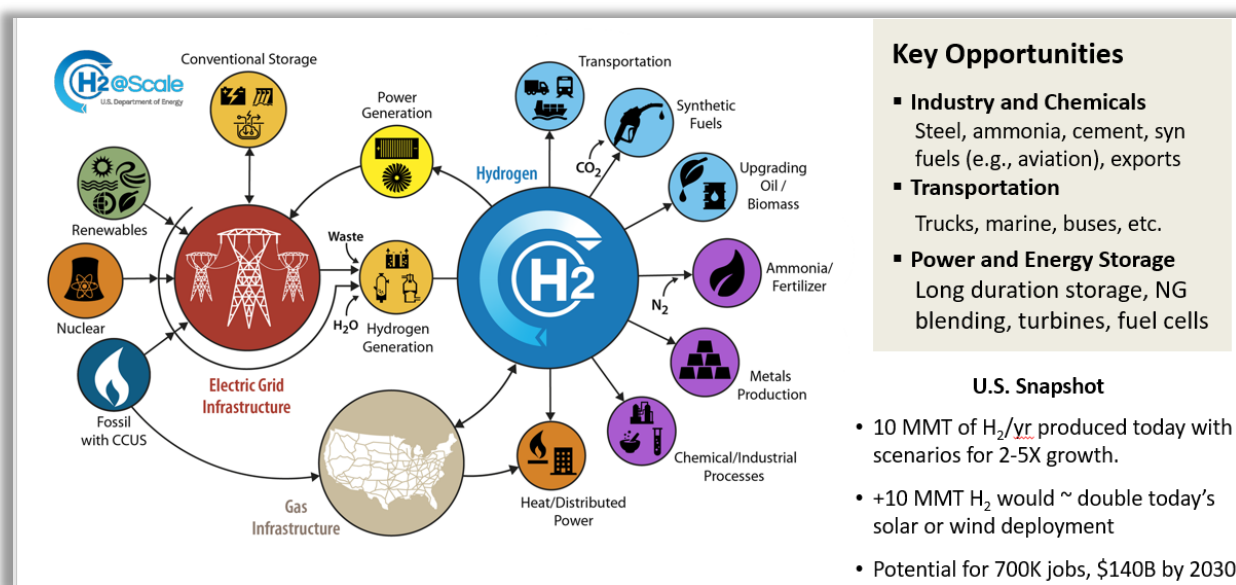 H2@Scale
U.S. Department of Energy
Conventional Storage
Power
Generation
Renewables
Nuclear
Fossil
with CCUS
Electric Grid
Infrastructure
Waste
H₂O
Hydrogen
Generation
Gas
Infrastructure
Hydrogen
H2
Transportation
CO₂
Synthetic
Fuels
Upgrading
Oil /
Biomass
N₂
Ammonia/
Fertilizer
Metals
Production
Chemical/Industrial
Processes
Heat/Distributed
Power
Key Opportunities
▪ Industry and Chemicals
Steel, ammonia, cement, syn
fuels (e.g., aviation), exports
▪ Transportation
Trucks, marine, buses, etc.
▪ Power and Energy Storage
Long duration storage, NG
blending, turbines, fuel cells
U.S. Snapshot
• 10 MMT of H₂/yr produced today with
scenarios for 2-5X growth.
• +10 MMT H₂ would ~ double today’s
solar or wind deployment
• Potential for 700K jobs, $140B by 2030